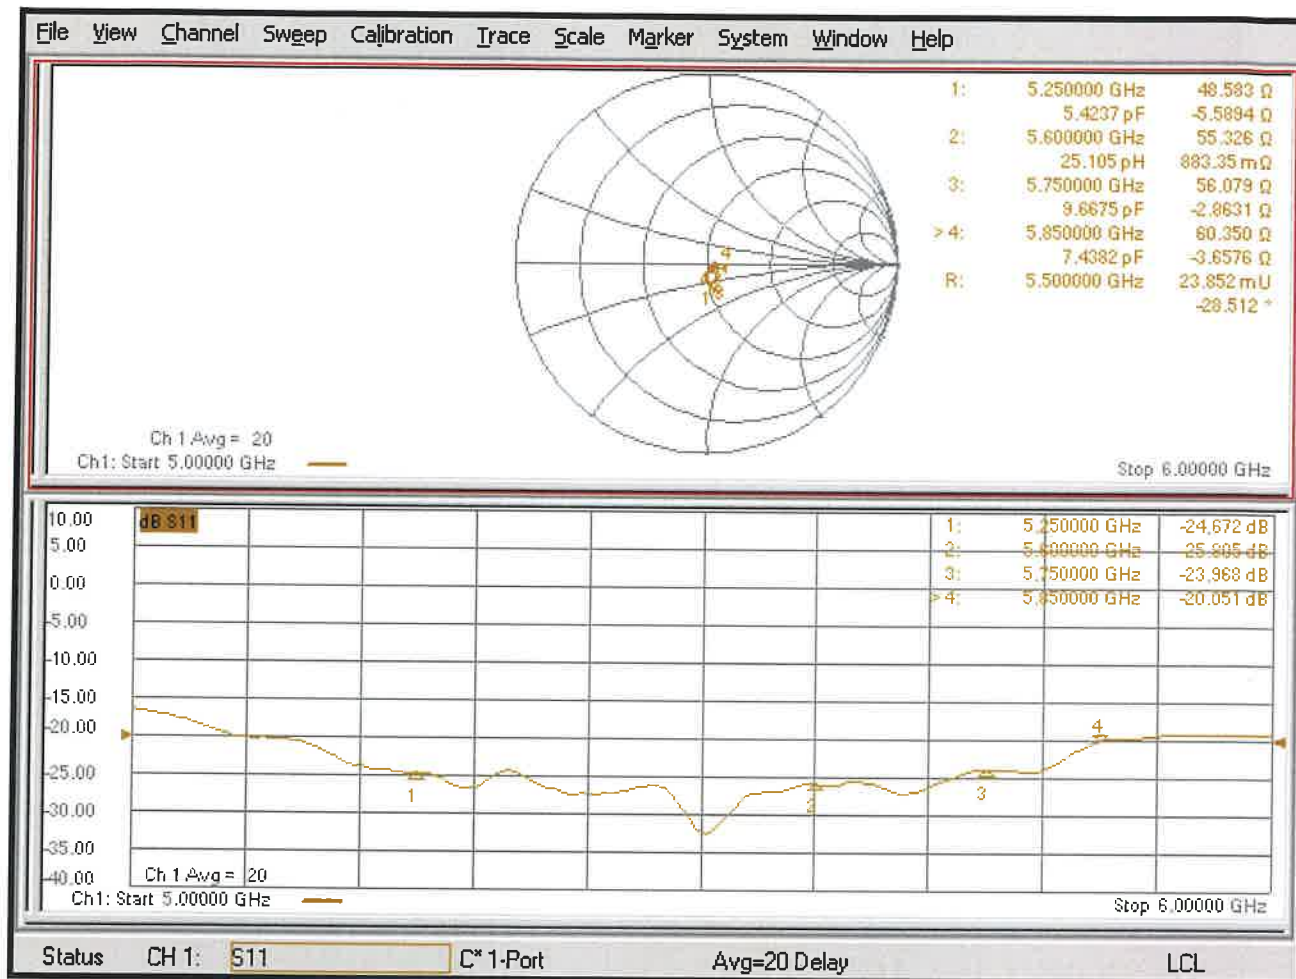 File View Channel Sweep Calibration Trace Scale Marker System Window Help
1: 5.250000 GHz 48.583 Ω
5.4237 pF -5.5894 Ω
2: 5.600000 GHz 55.326 Ω
25.105 pH 883.35 mΩ
3: 5.750000 GHz 56.079 Ω
9.6675 pF -2.8631 Ω
> 4: 5.850000 GHz 60.350 Ω
7.4382 pF -3.6576 Ω
R: 5.500000 GHz 23.852 mU
-28.512 °
4
1
Ch 1 Avg = 20
Ch1: Start 5.00000 GHz
Stop 6.00000 GHz
10.00
dB S11
1: 5.250000 GHz -24.672 dB
5.00
2: 5.600000 GHz -25.805 dB
3: 5.750000 GHz -23.968 dB
0.00
> 4: 5.850000 GHz -20.051 dB
-5.00
-10.00
-15.00
-20.00
4
-25.00
1
2
3
-30.00
-35.00
-40.00
Ch 1 Avg = 20
Ch1: Start 5.00000 GHz
Stop 6.00000 GHz
Status CH 1: S11 C* 1-Port Avg=20 Delay LCL